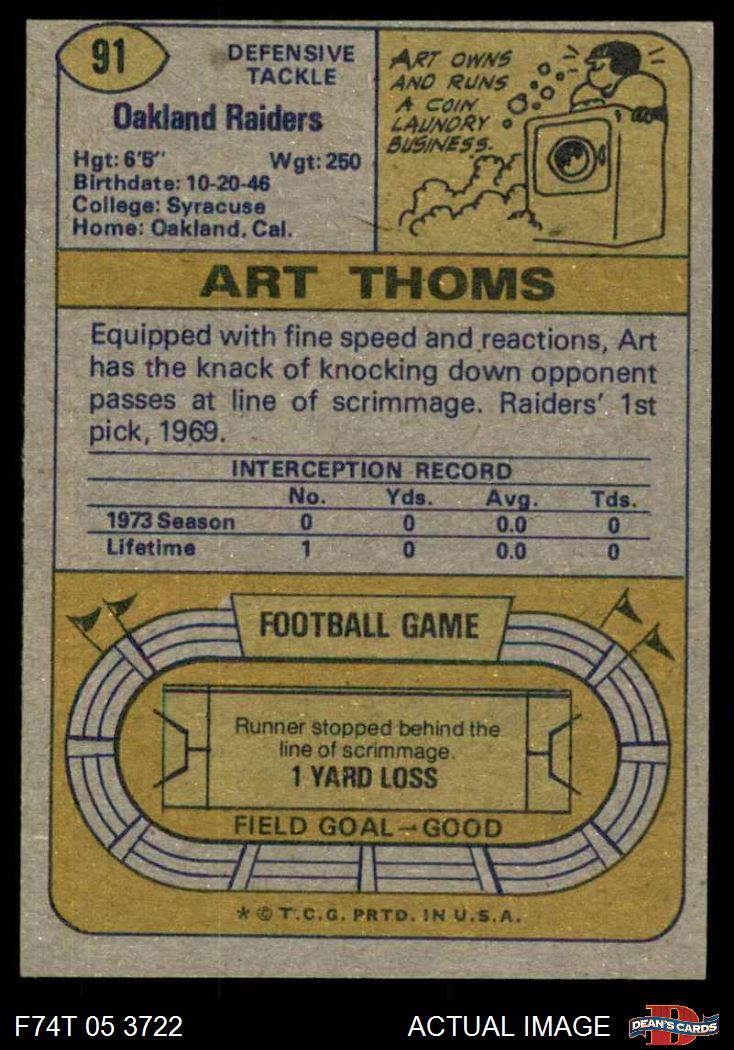 91
DEFENSIVE
TACKLE
Oakland Raiders
Hgt: 6'5" Wgt: 250
Birthdate: 10-20-46
College: Syracuse
Home: Oakland, Cal.
ART OWNS
AND RUNS
A COIN
LAUNDRY
BUSINESS.
ART THOMS
Equipped with fine speed and reactions, Art
has the knack of knocking down opponent
passes at line of scrimmage. Raiders' 1st
pick, 1969.
INTERCEPTION RECORD
No. Yds. Avg. Tds.
1973 Season 0 0 0.0 0
Lifetime 1 0 0.0 0
FOOTBALL GAME
Runner stopped behind the
line of scrimmage.
1 YARD LOSS
FIELD GOAL→GOOD
* © T.C.G. PRTD. IN U.S.A.
F74T 05 3722 ACTUAL IMAGE
D
DEAN'S CARDS